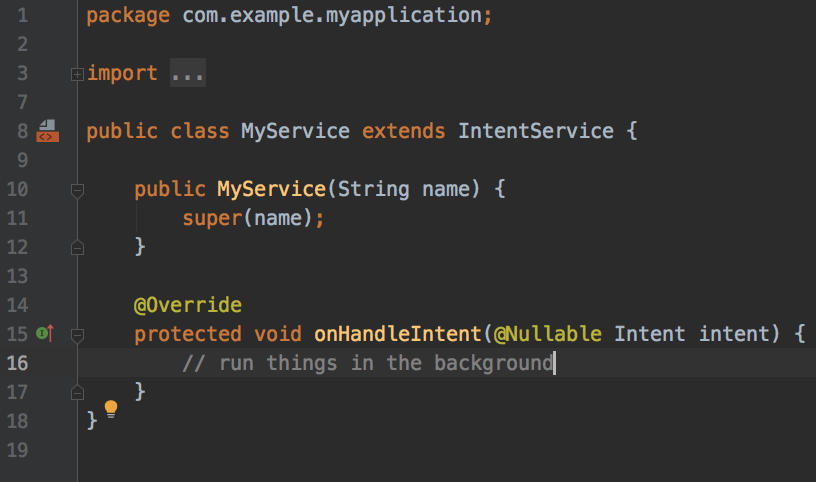 1 package com.example.myapplication;
2
3 import ...
7
8 public class MyService extends IntentService {
9
10 public MyService(String name) {
11 super(name);
12 }
13
14 @Override
15 protected void onHandleIntent(@Nullable Intent intent) {
16 // run things in the background
17 }
18 }
19